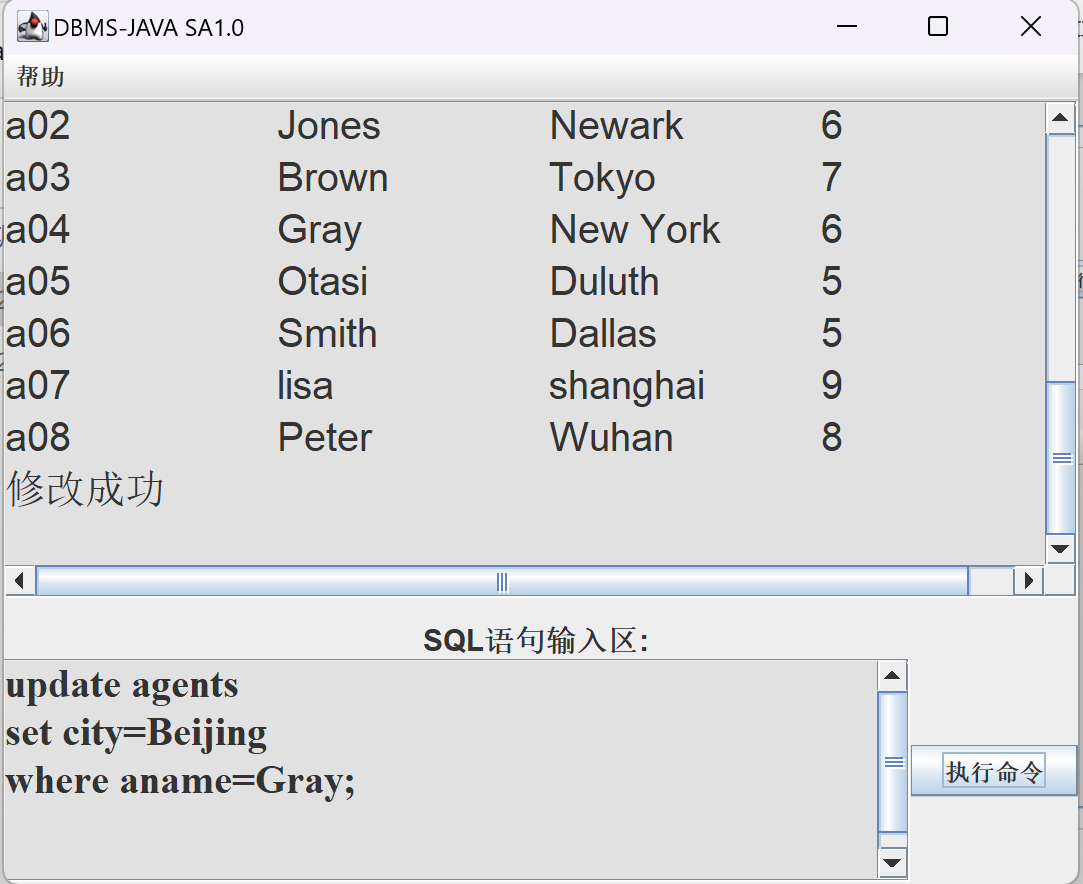 DBMS-JAVA SA1.0
帮助
a02 Jones Newark 6
a03 Brown Tokyo 7
a04 Gray New York 6
a05 Otasi Duluth 5
a06 Smith Dallas 5
a07 lisa shanghai 9
a08 Peter Wuhan 8
修改成功
SQL语句输入区:
update agents
set city=Beijing
where aname=Gray;
执行命令